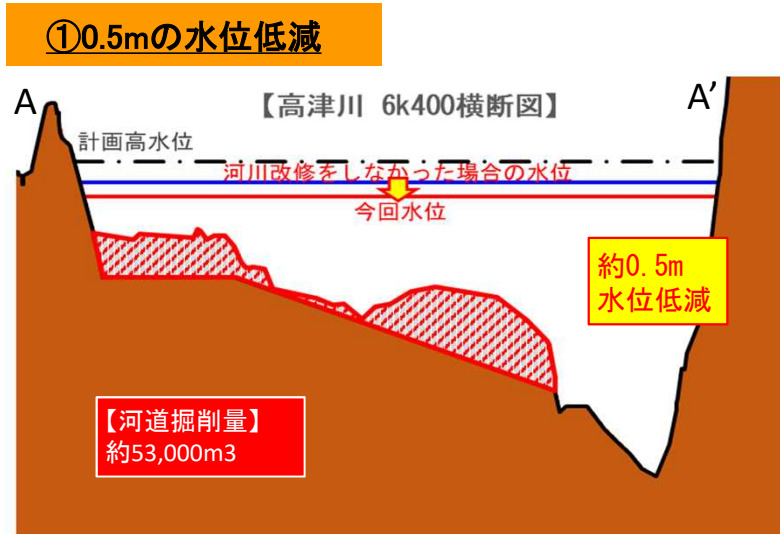 ①0.5mの水位低減
A
【高津川 6k400横断図】
A’
計画高水位
河川改修をしなかった場合の水位
今回水位
約0.5m
水位低減
【河道掘削量】
約53,000m3